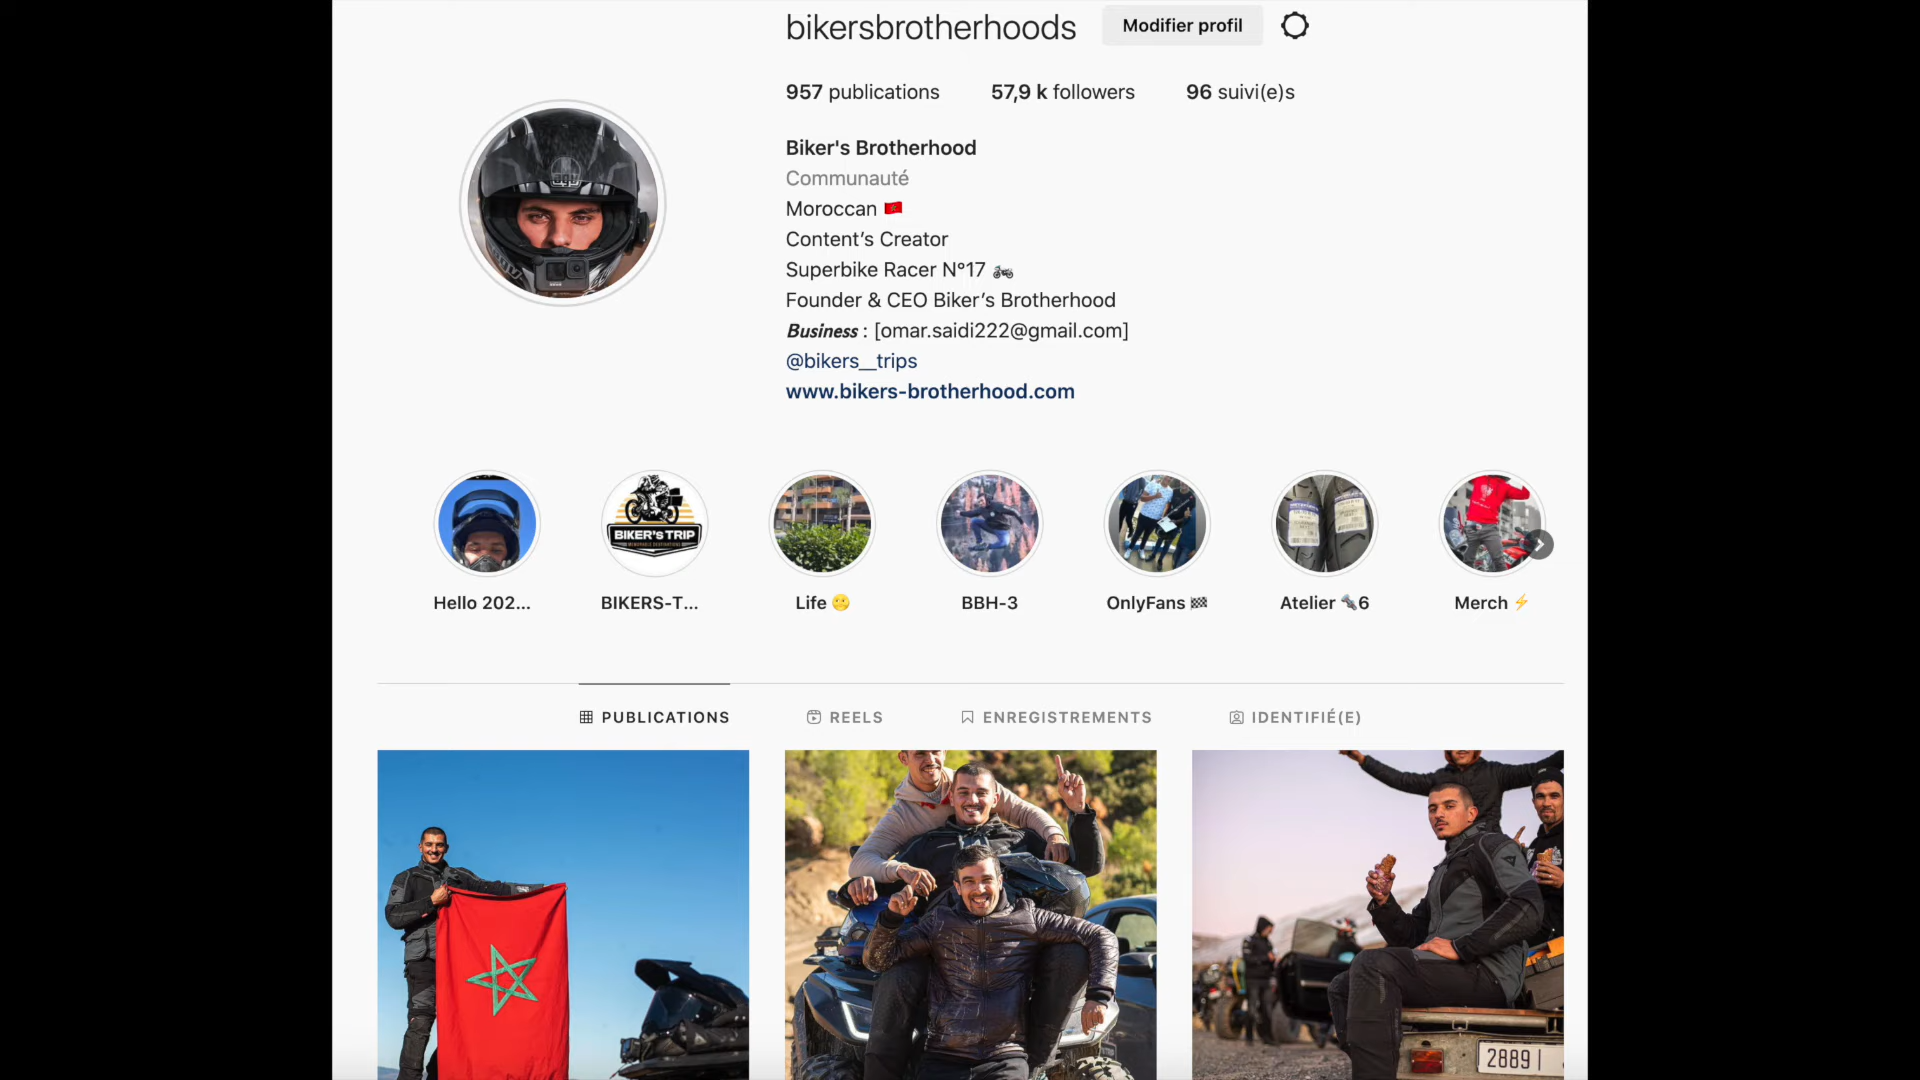 bikersbrotherhoods Modifier profil
957 publications 57,9 k followers 96 suivi(e)s
Biker's Brotherhood
Communauté
Moroccan 🇲🇦
Content’s Creator
Superbike Racer N°17 🏍
Founder & CEO Biker’s Brotherhood
Business : [omar.saidi222@gmail.com]
@bikers__trips
www.bikers-brotherhood.com
agv
BIKER's TRIP
Hello 202... BIKERS-T... Life 🤫 BBH-3 OnlyFans 🏁 Atelier 🔩6 Merch ⚡
PUBLICATIONS REELS ENREGISTREMENTS IDENTIFIÉ(E)
2889 |